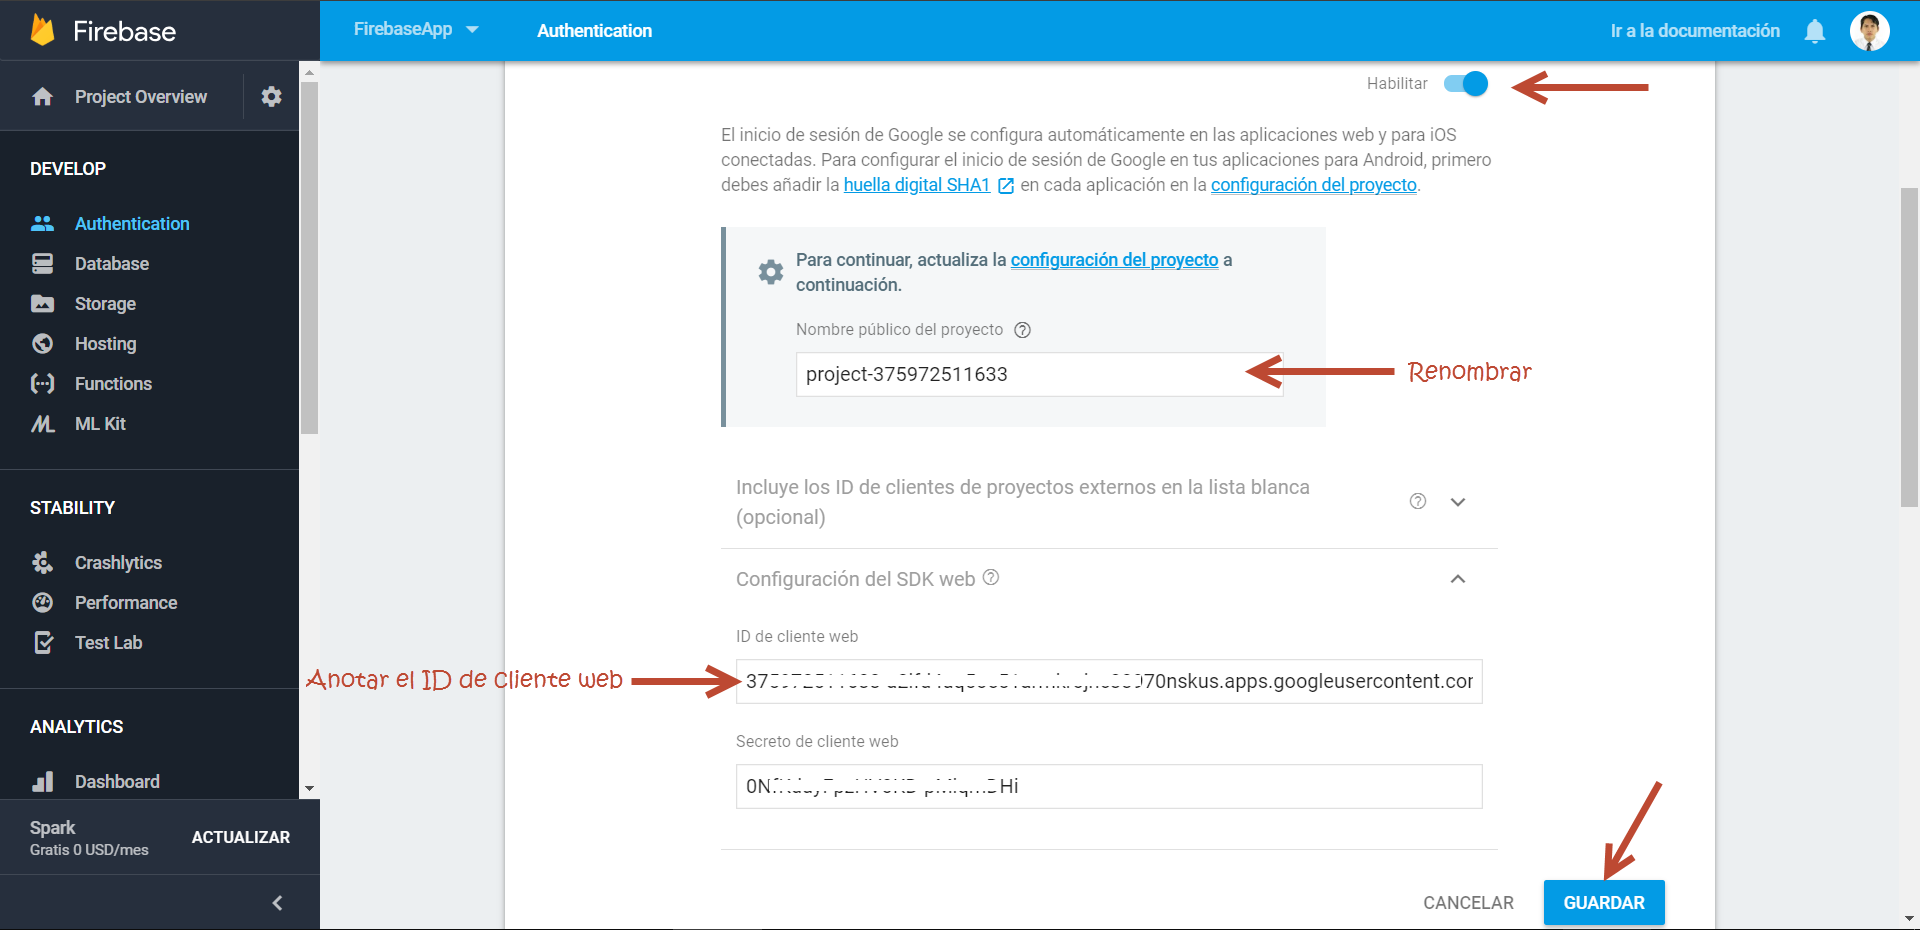 Firebase
FirebaseApp
Authentication
Ir a la documentación
Project Overview
DEVELOP
Authentication
Database
Storage
Hosting
Functions
ML Kit
STABILITY
Crashlytics
Performance
Test Lab
ANALYTICS
Dashboard
Spark
Gratis 0 USD/mes
ACTUALIZAR
Habilitar
El inicio de sesión de Google se configura automáticamente en las aplicaciones web y para iOS
conectadas. Para configurar el inicio de sesión de Google en tus aplicaciones para Android, primero
debes añadir la huella digital SHA1 en cada aplicación en la configuración del proyecto.
Para continuar, actualiza la configuración del proyecto a
continuación.
Nombre público del proyecto
project-375972511633
Renombrar
Incluye los ID de clientes de proyectos externos en la lista blanca
(opcional)
Configuración del SDK web
ID de cliente web
Anotar el ID de cliente web
70nskus.apps.googleusercontent.cor
Secreto de cliente web
CANCELAR
GUARDAR